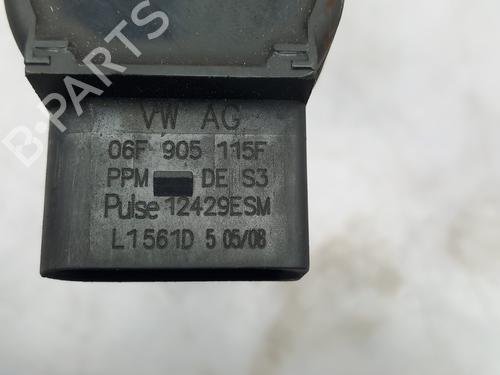 VW AG
06F 905 115F
PPM DE S3
Pulse 12429ESM
L1561D 5 05/08
B-PARTS